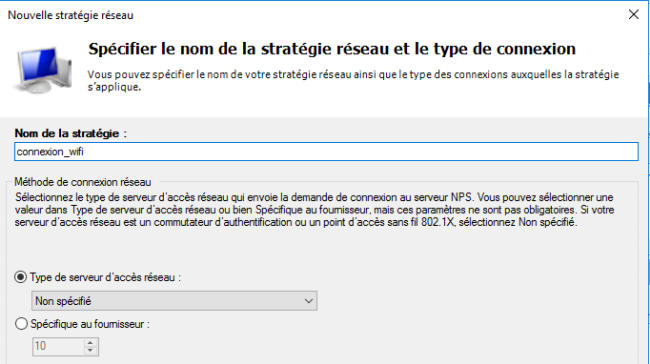 Nouvelle stratégie réseau
Spécifier le nom de la stratégie réseau et le type de connexion
Vous pouvez spécifier le nom de votre stratégie réseau ainsi que le type des connexions auxquelles la stratégie
s'applique.
Nom de la stratégie :
connexion_wifi
Méthode de connexion réseau
Sélectionnez le type de serveur d'accès réseau qui envoie la demande de connexion au serveur NPS. Vous pouvez sélectionner une
valeur dans Type de serveur d'accès réseau ou bien Spécifique au fournisseur, mais ces paramètres ne sont pas obligatoires. Si votre
serveur d'accès réseau est un commutateur d'authentification ou un point d'accès sans fil 802.1X, sélectionnez Non spécifié.
Type de serveur d'accès réseau :
Non spécifié
Spécifique au fournisseur :
10